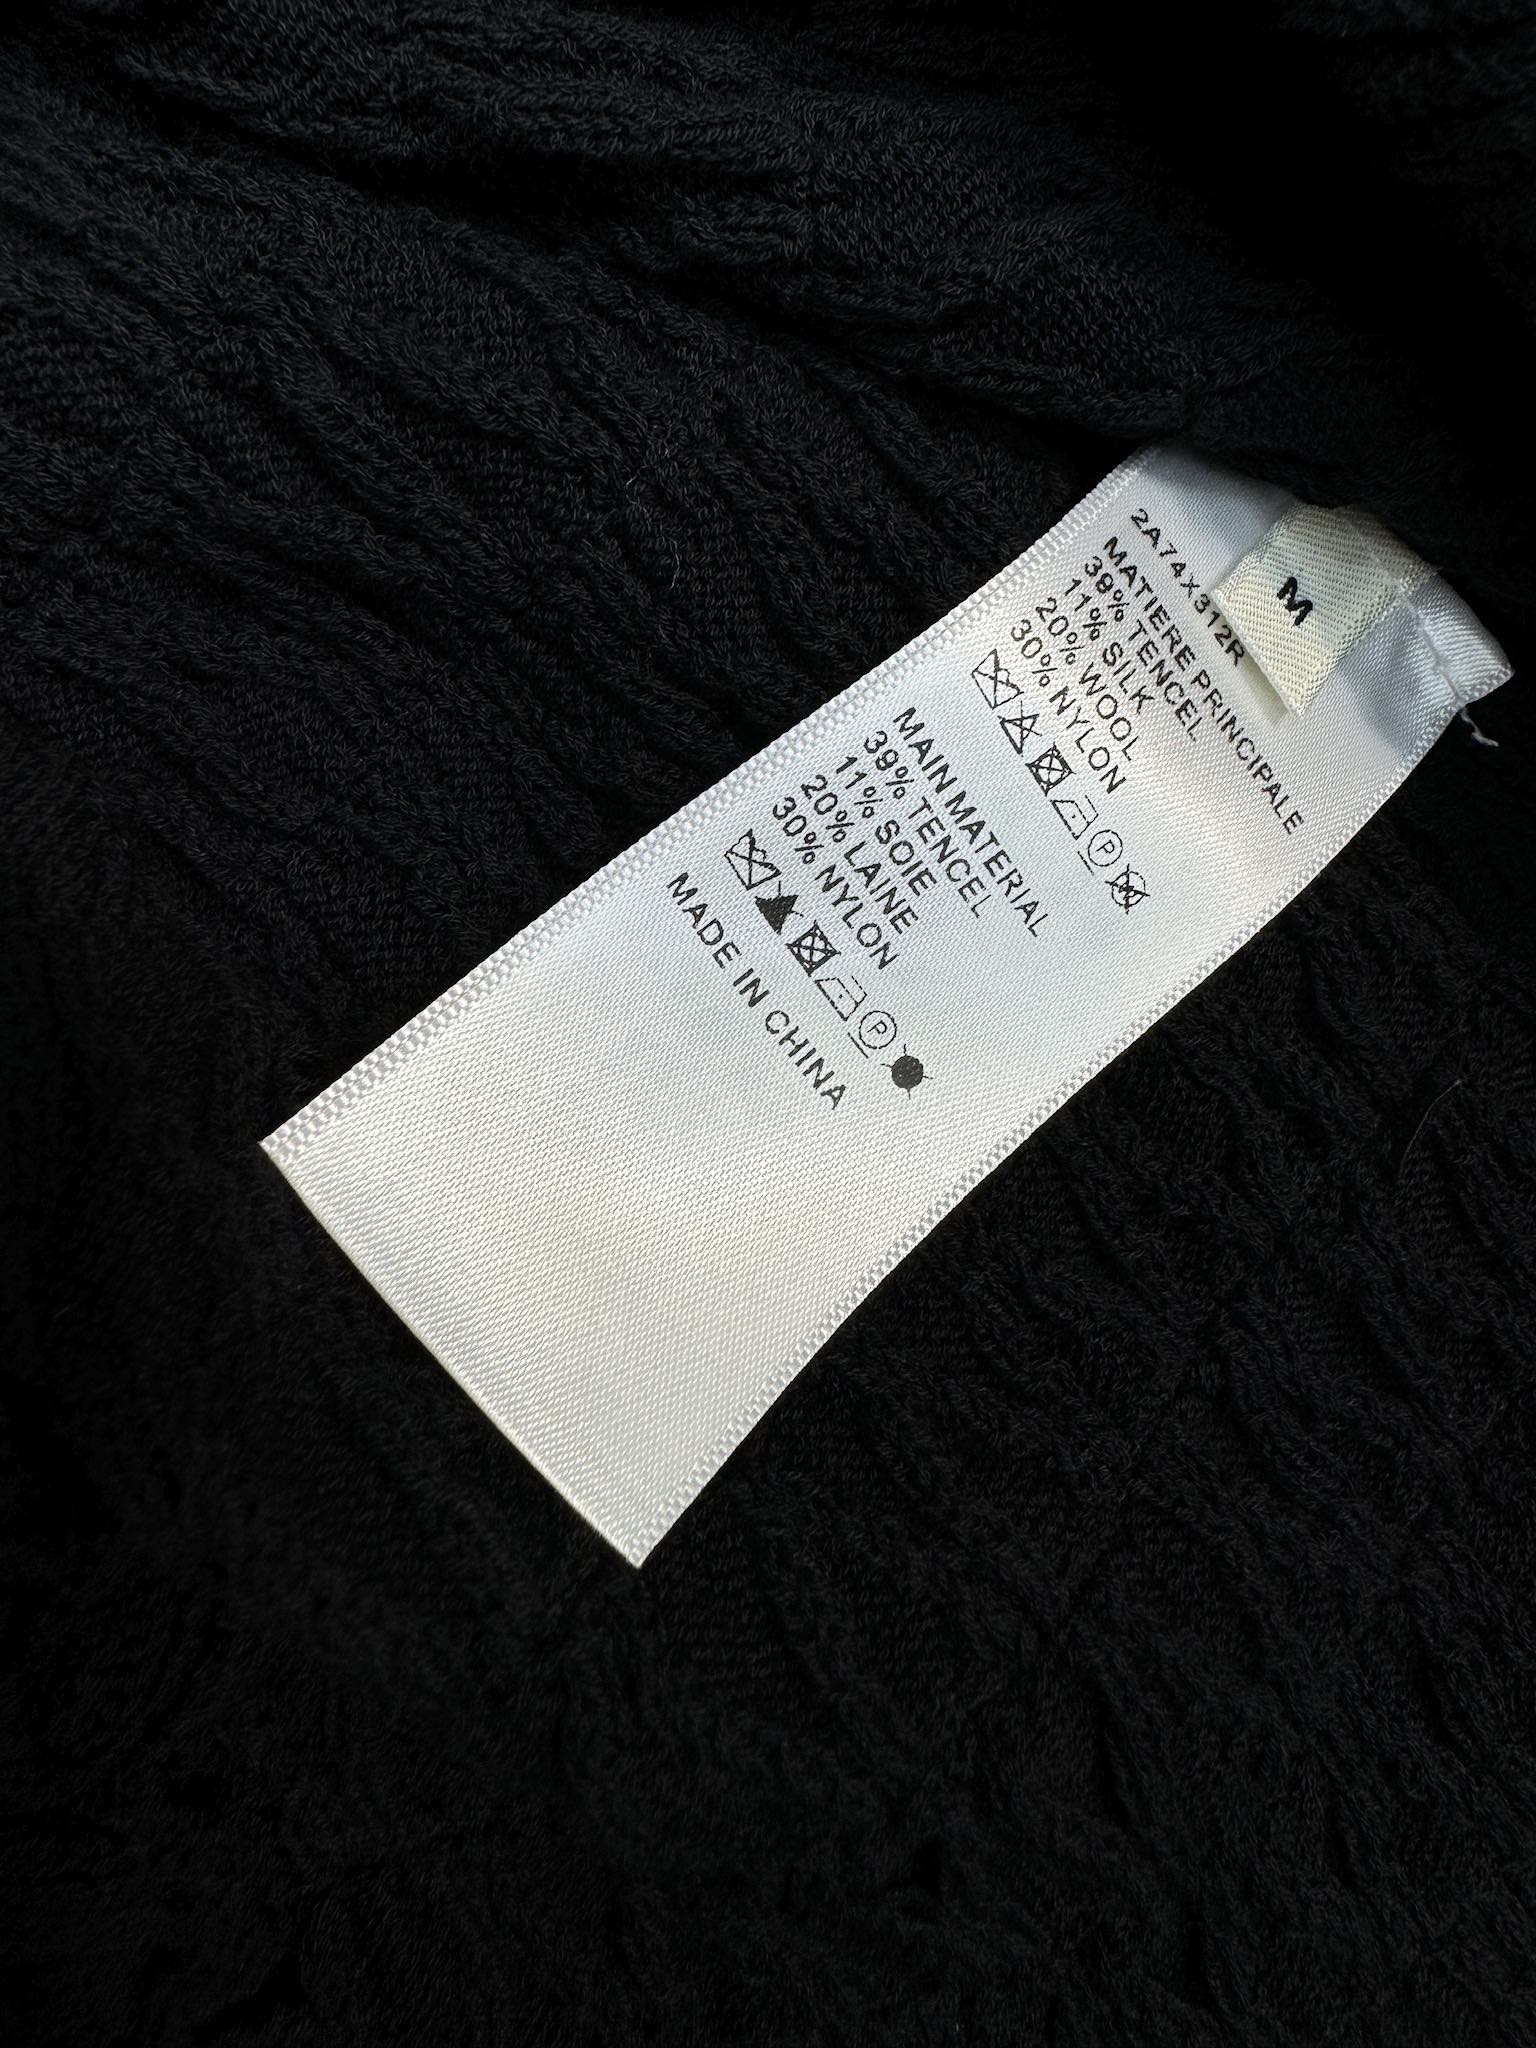 M
2A74X312R
MATIERE PRINCIPALE
39% TENCEL
11% SILK
20% WOOL
30% NYLON
P
MAIN MATERIAL
39% TENCEL
11% SOIE
20% LAINE
30% NYLON
P
MADE IN CHINA